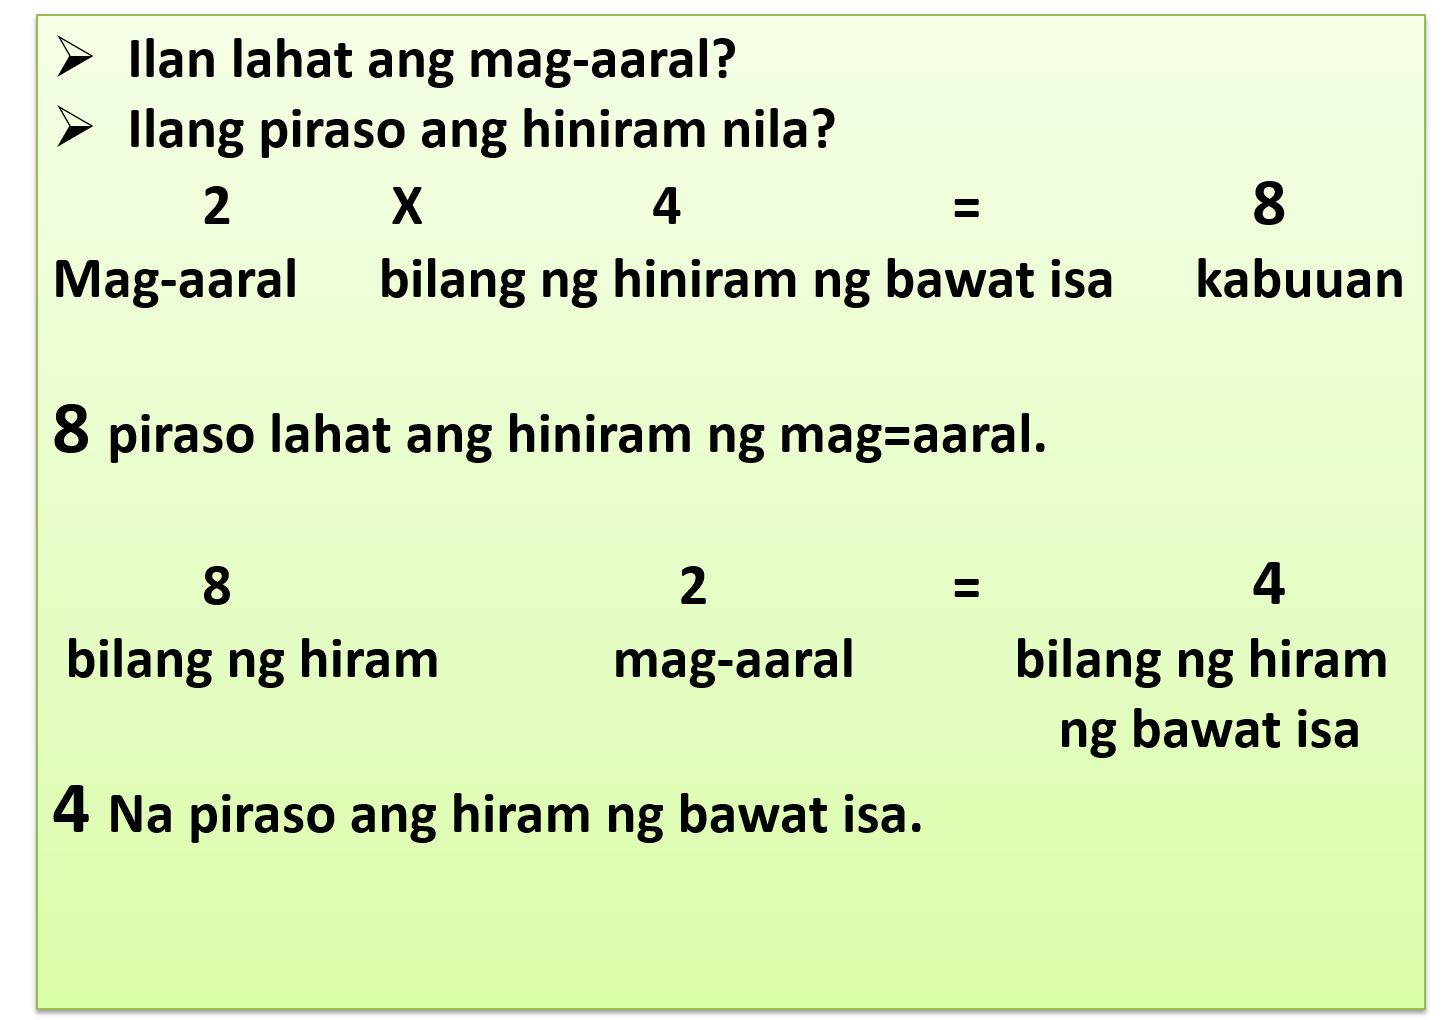 ➢ Ilan lahat ang mag-aaral?
➢ Ilang piraso ang hiniram nila?
2 X 4 = 8
Mag-aaral bilang ng hiniram ng bawat isa kabuuan
8 piraso lahat ang hiniram ng mag=aaral.
8 2 = 4
bilang ng hiram mag-aaral bilang ng hiram
ng bawat isa
4 Na piraso ang hiram ng bawat isa.